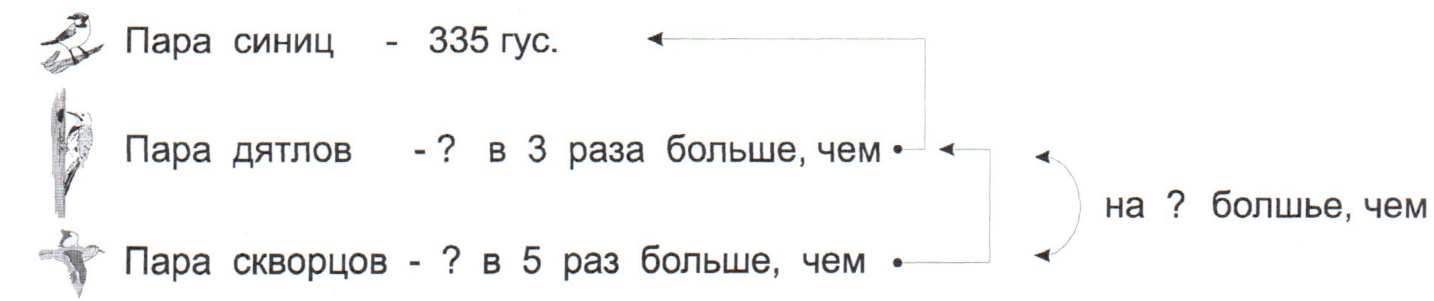 Пара синиц - 335 гус.
Пара дятлов - ? в 3 раза больше, чем
на ? болшье, чем
Пара скворцов - ? в 5 раз больше, чем